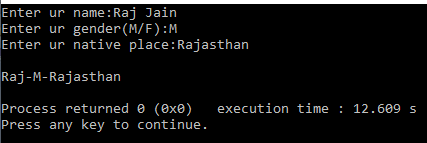 Enter ur name:Raj Jain
Enter ur gender(M/F):M
Enter ur native place:Rajasthan
Raj-M-Rajasthan
Process returned 0 (0x0)   execution time : 12.609 s
Press any key to continue.